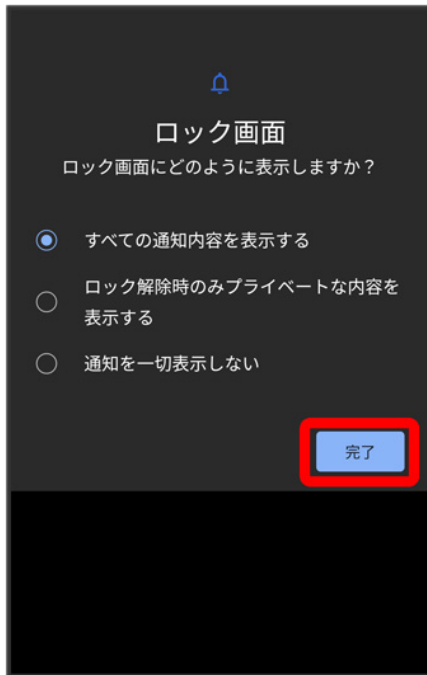 ロック画面
ロック画面にどのように表示しますか？
すべての通知内容を表示する
ロック解除時のみプライベートな内容を
表示する
通知を一切表示しない
完了